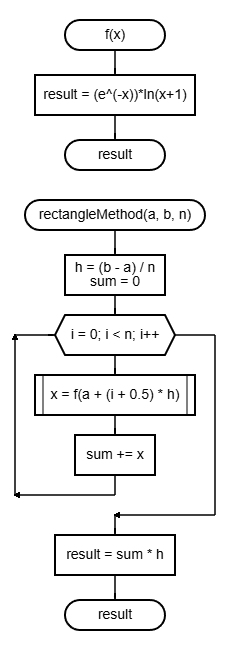 f(x)
result = (e^(-x))*ln(x+1)
result
rectangleMethod(a, b, n)
h = (b - a) / n
sum = 0
i = 0; i < n; i++
x = f(a + (i + 0.5) * h)
sum += x
result = sum * h
result